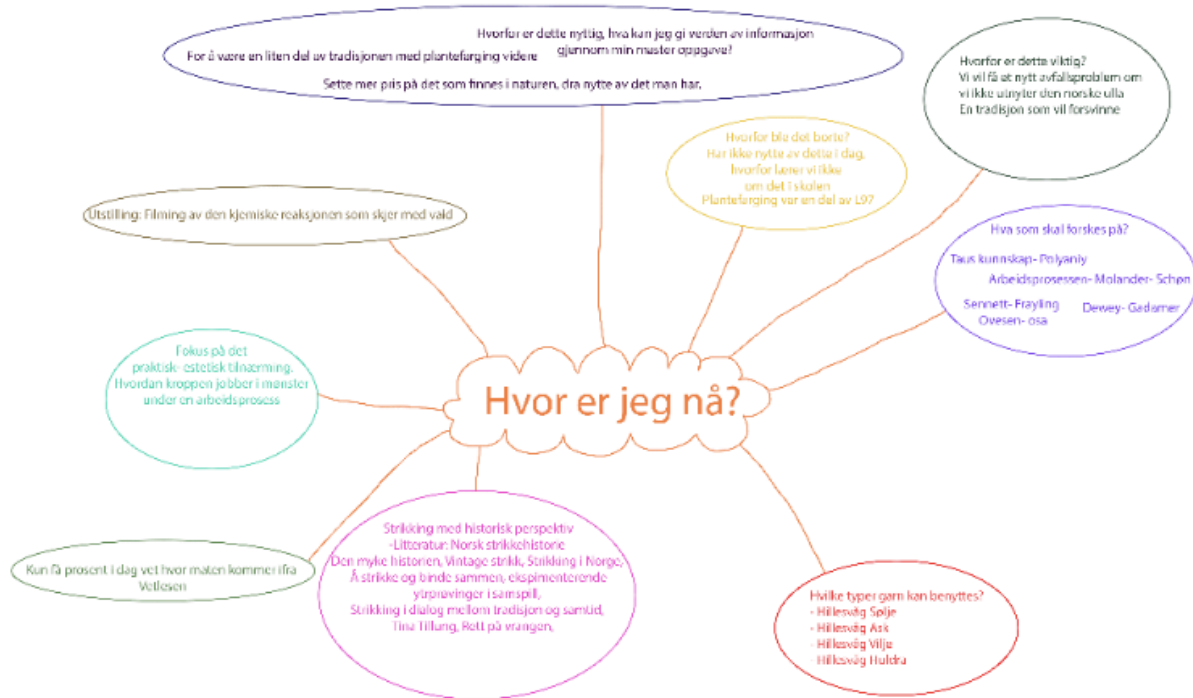 Hvorfor er dette nyttig, hva kan jeg gi verden av informasjon
gjennom min master oppgave?
For å være en liten del av tradisjonen med plantefarging videre
Sette mer pris på det som finnes i naturen, dra nytte av det man har.
Hvorfor er dette viktig?
Vi vil få et nytt avfallsproblem om
vi ikke utnyter den norske ulla
En tradisjon som vil forsvinne
Hvorfor ble det borte?
Har ikke nytte av dette i dag,
hvorfor lærer vi ikke
om det i skolen
Plantefarging var en del av L97
Utstilling: Filming av den kjemiske reaksjonen som skjer med vaid
Hva som skal forskes på?
Taus kunnskap- Polyaniy
Arbeidsprosessen- Molander- Schøn
Sennett- Frayling
Dewey- Gadamer
Ovesen- osa
Fokus på det
praktisk- estetisk tilnærming.
Hvordan kroppen jobber i mønster
under en arbeidsprosess
Hvor er jeg nå?
Strikking med historisk perspektiv
-Litteratur: Norsk strikkehistorie
Den myke historien, Vintage strikk, Strikking i Norge,
Å strikke og binde sammen, ekspimenterende
ytrprøvinger i samspill,
Strikking i dialog mellom tradisjon og samtid,
Tina Tillung, Rett på vrangen,
Kun få prosent i dag vet hvor maten kommer ifra
Vetlesen
Hvilke typer garn kan benyttes?
- Hillesvåg Sølje
- Hillesvåg Ask
- Hillesvåg Vilje
- Hillesvåg Huldra